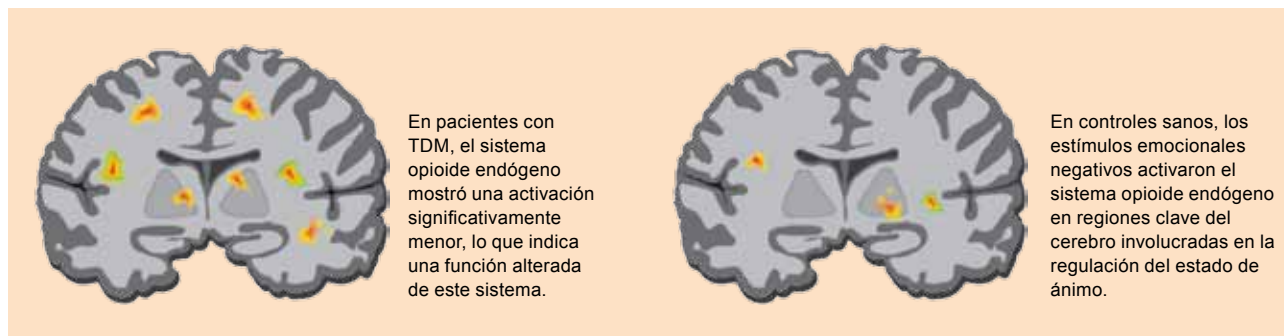 En pacientes con
TDM, el sistema
opioide endógeno
mostró una activación
significativamente
menor, lo que indica
una función alterada
de este sistema.
En controles sanos, los
estímulos emocionales
negativos activaron el
sistema opioide endógeno
en regiones clave del
cerebro involucradas en la
regulación del estado de
ánimo.